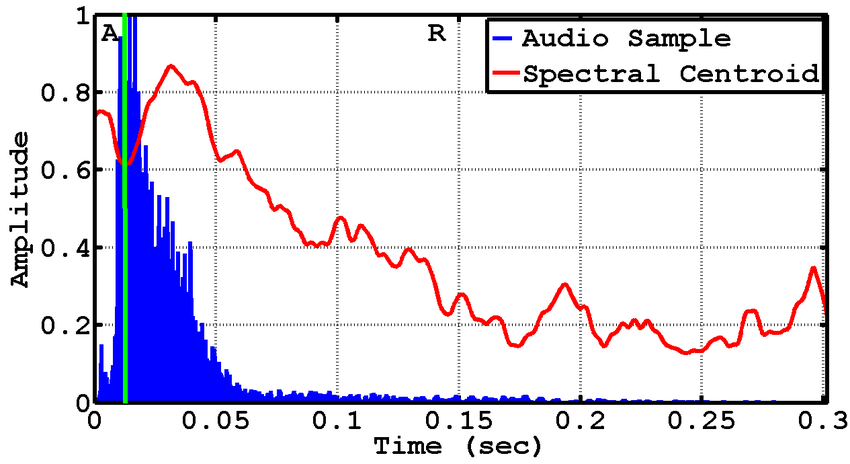 A
R
Audio Sample
Spectral Centroid
Amplitude
1
0.8
0.6
0.4
0.2
0
0 0.05 0.1 0.15 0.2 0.25 0.3
Time (sec)